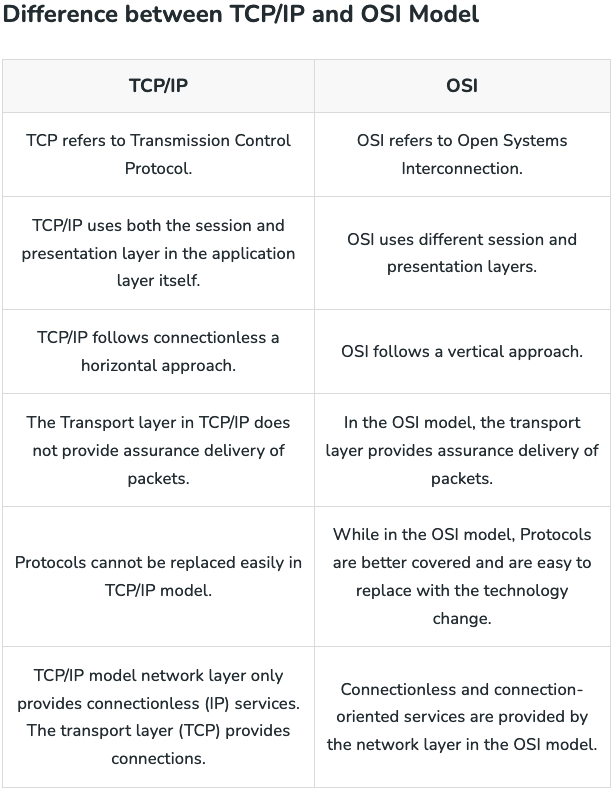 Difference between TCP/IP and OSI Model
TCP/IP
OSI
TCP refers to Transmission Control
Protocol.
OSI refers to Open Systems
Interconnection.
TCP/IP uses both the session and
presentation layer in the application
layer itself.
OSI uses different session and
presentation layers.
TCP/IP follows connectionless a
horizontal approach.
OSI follows a vertical approach.
The Transport layer in TCP/IP does
not provide assurance delivery of
packets.
In the OSI model, the transport
layer provides assurance delivery of
packets.
Protocols cannot be replaced easily in
TCP/IP model.
While in the OSI model, Protocols
are better covered and are easy to
replace with the technology
change.
TCP/IP model network layer only
provides connectionless (IP) services.
The transport layer (TCP) provides
connections.
Connectionless and connection-
oriented services are provided by
the network layer in the OSI model.